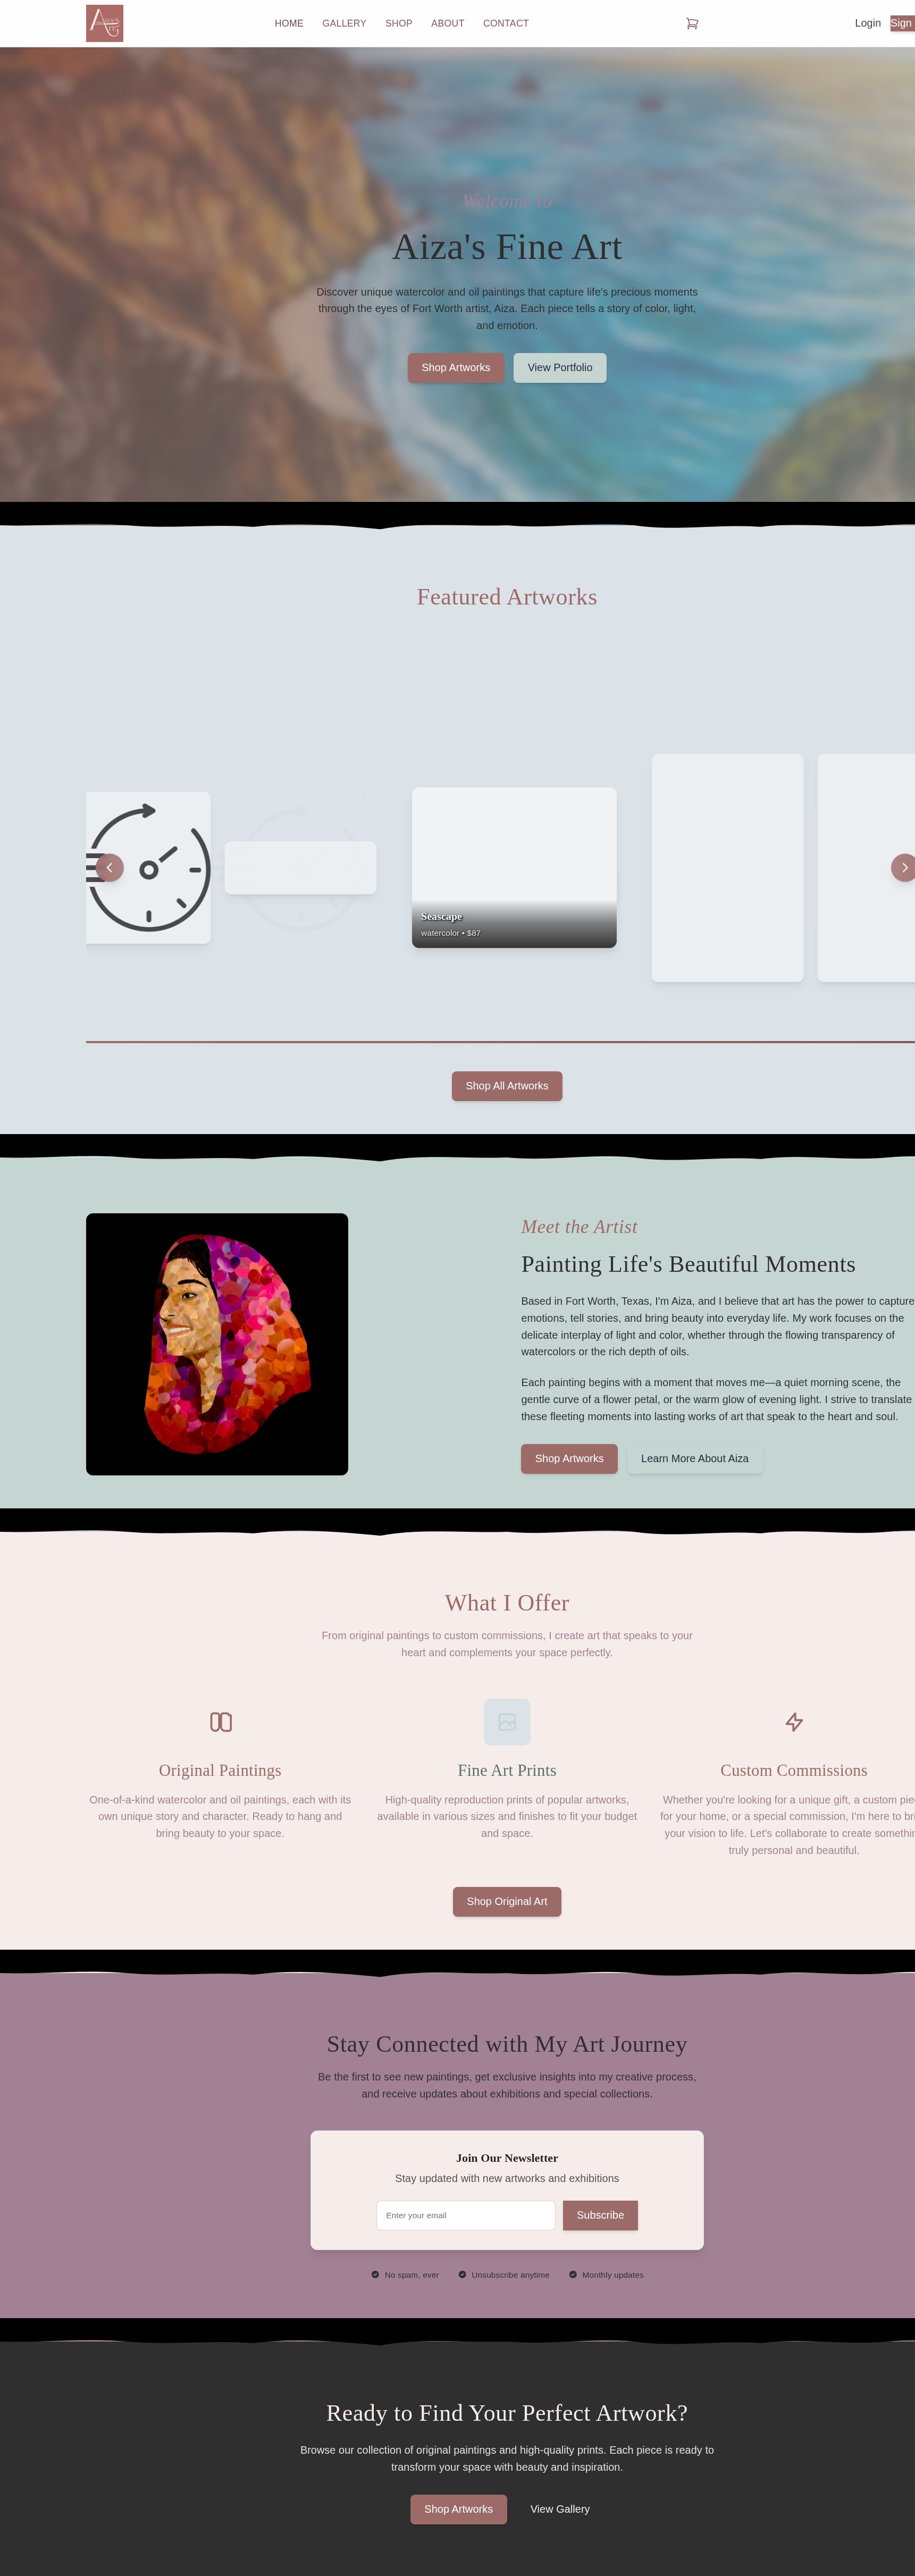 HOME GALLERY SHOP ABOUT CONTACT
Login Sign
Welcome to
Aiza's Fine Art
Discover unique watercolor and oil paintings that capture life's precious moments
through the eyes of Fort Worth artist, Aiza. Each piece tells a story of color, light,
and emotion.
Shop Artworks View Portfolio
Featured Artworks
Seascape
watercolor • $87
Shop All Artworks
Meet the Artist
Painting Life's Beautiful Moments
Based in Fort Worth, Texas, I'm Aiza, and I believe that art has the power to capture
emotions, tell stories, and bring beauty into everyday life. My work focuses on the
delicate interplay of light and color, whether through the flowing transparency of
watercolors or the rich depth of oils.
Each painting begins with a moment that moves me—a quiet morning scene, the
gentle curve of a flower petal, or the warm glow of evening light. I strive to translate
these fleeting moments into lasting works of art that speak to the heart and soul.
Shop Artworks Learn More About Aiza
What I Offer
From original paintings to custom commissions, I create art that speaks to your
heart and complements your space perfectly.
Original Paintings
One-of-a-kind watercolor and oil paintings, each with its
own unique story and character. Ready to hang and
bring beauty to your space.
Fine Art Prints
High-quality reproduction prints of popular artworks,
available in various sizes and finishes to fit your budget
and space.
Custom Commissions
Whether you're looking for a unique gift, a custom pie
for your home, or a special commission, I'm here to bri
your vision to life. Let's collaborate to create somethin
truly personal and beautiful.
Shop Original Art
Stay Connected with My Art Journey
Be the first to see new paintings, get exclusive insights into my creative process,
and receive updates about exhibitions and special collections.
Join Our Newsletter
Stay updated with new artworks and exhibitions
Enter your email Subscribe
No spam, ever Unsubscribe anytime Monthly updates
Ready to Find Your Perfect Artwork?
Browse our collection of original paintings and high-quality prints. Each piece is ready to
transform your space with beauty and inspiration.
Shop Artworks View Gallery